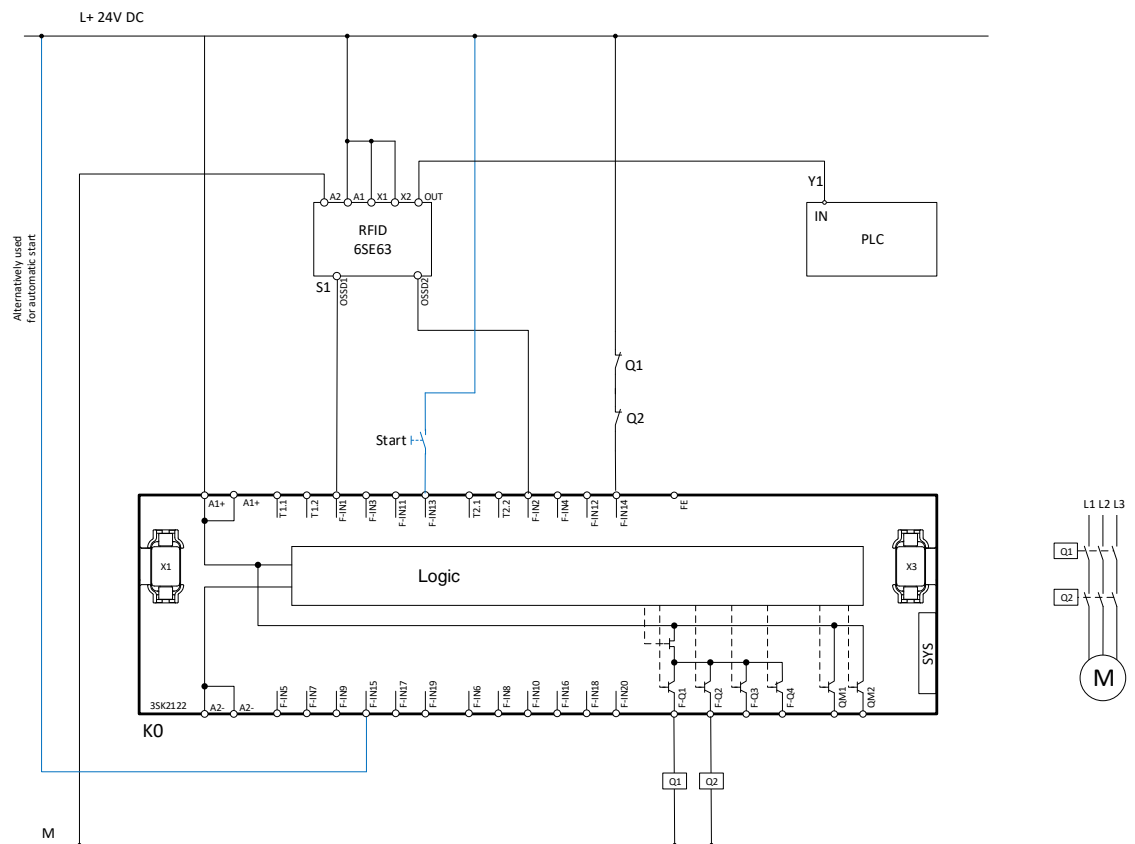 L+ 24V DC
A2
A1
X1
X2
OUT
Y1
IN
PLC
RFID
6SE63
S1
OSSD1
OSSD2
Alternatively used
for automatic start
Q1
Q2
Start
A1+
A1+
T1.1
T1.2
F-IN1
F-IN3
F-IN11
F-IN13
T2.1
T2.2
F-IN2
F-IN4
F-IN12
F-IN14
FE
L1 L2 L3
Q1
Q2
M
X1
Logic
X3
SYS
3SK2122
A2-
A2-
F-IN5
F-IN7
F-IN9
F-IN15
F-IN17
F-IN19
F-IN6
F-IN8
F-IN10
F-IN16
F-IN18
F-IN20
F-Q1
F-Q2
F-Q3
F-Q4
QM1
QM2
K0
Q1
Q2
M